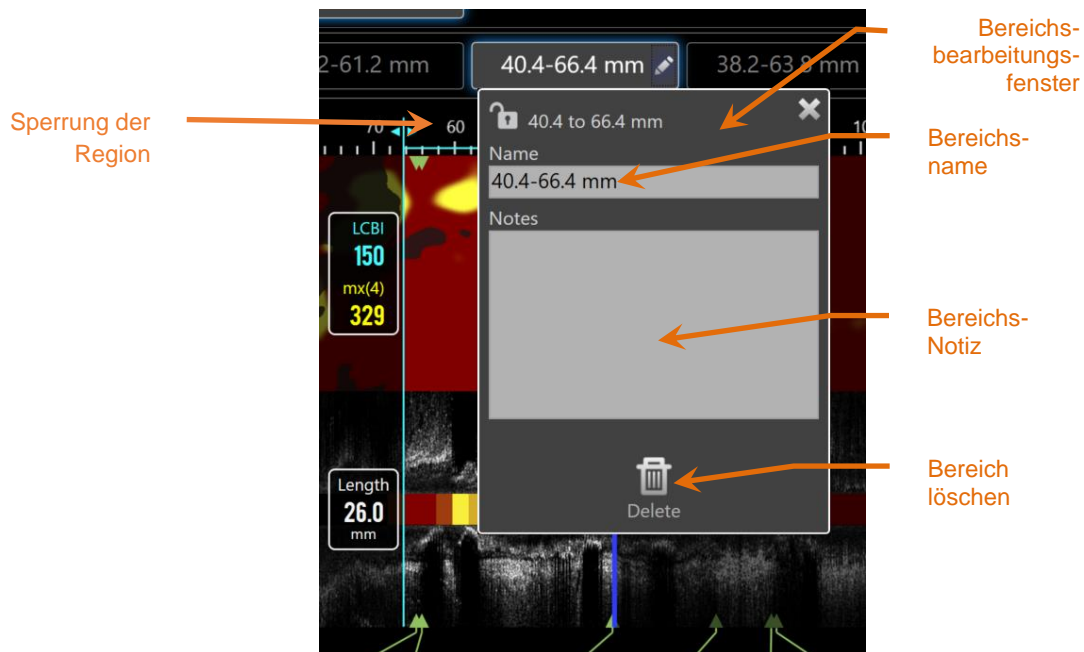 Sperrung der
Region
2-61.2 mm
40.4-66.4 mm
38.2-63.8 mm
70
60
10
40.4 to 66.4 mm
Name
40.4-66.4 mm
Notes
LCBI
150
mx(4)
329
Length
26.0
mm
Delete
Bereichs-
bearbeitungs-
fenster
Bereichs-
name
Bereichs-
Notiz
Bereich
löschen